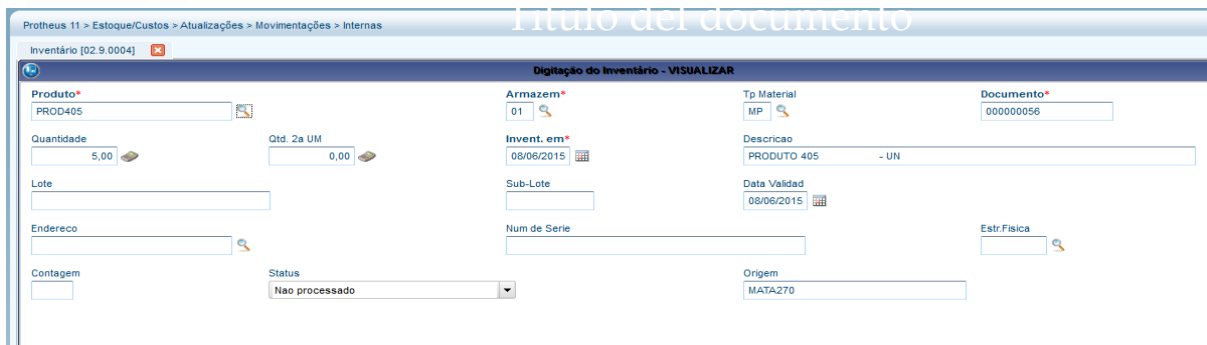 Título del documento
Protheus 11 > Estoque/Custos > Atualizações > Movimentações > Internas
Inventário [02.9.0004]
Digitação do Inventário - VISUALIZAR
Produto* Armazem* Tp Material Documento*
PROD405 01 MP 000000056
Quantidade Qtd. 2a UM Invent. em* Descricao
5,00 0,00 08/06/2015 PRODUTO 405 - UN
Lote Sub-Lote Data Validad
08/06/2015
Endereco Num de Serie Estr.Fisica
Contagem Status Origem
Nao processado MATA270